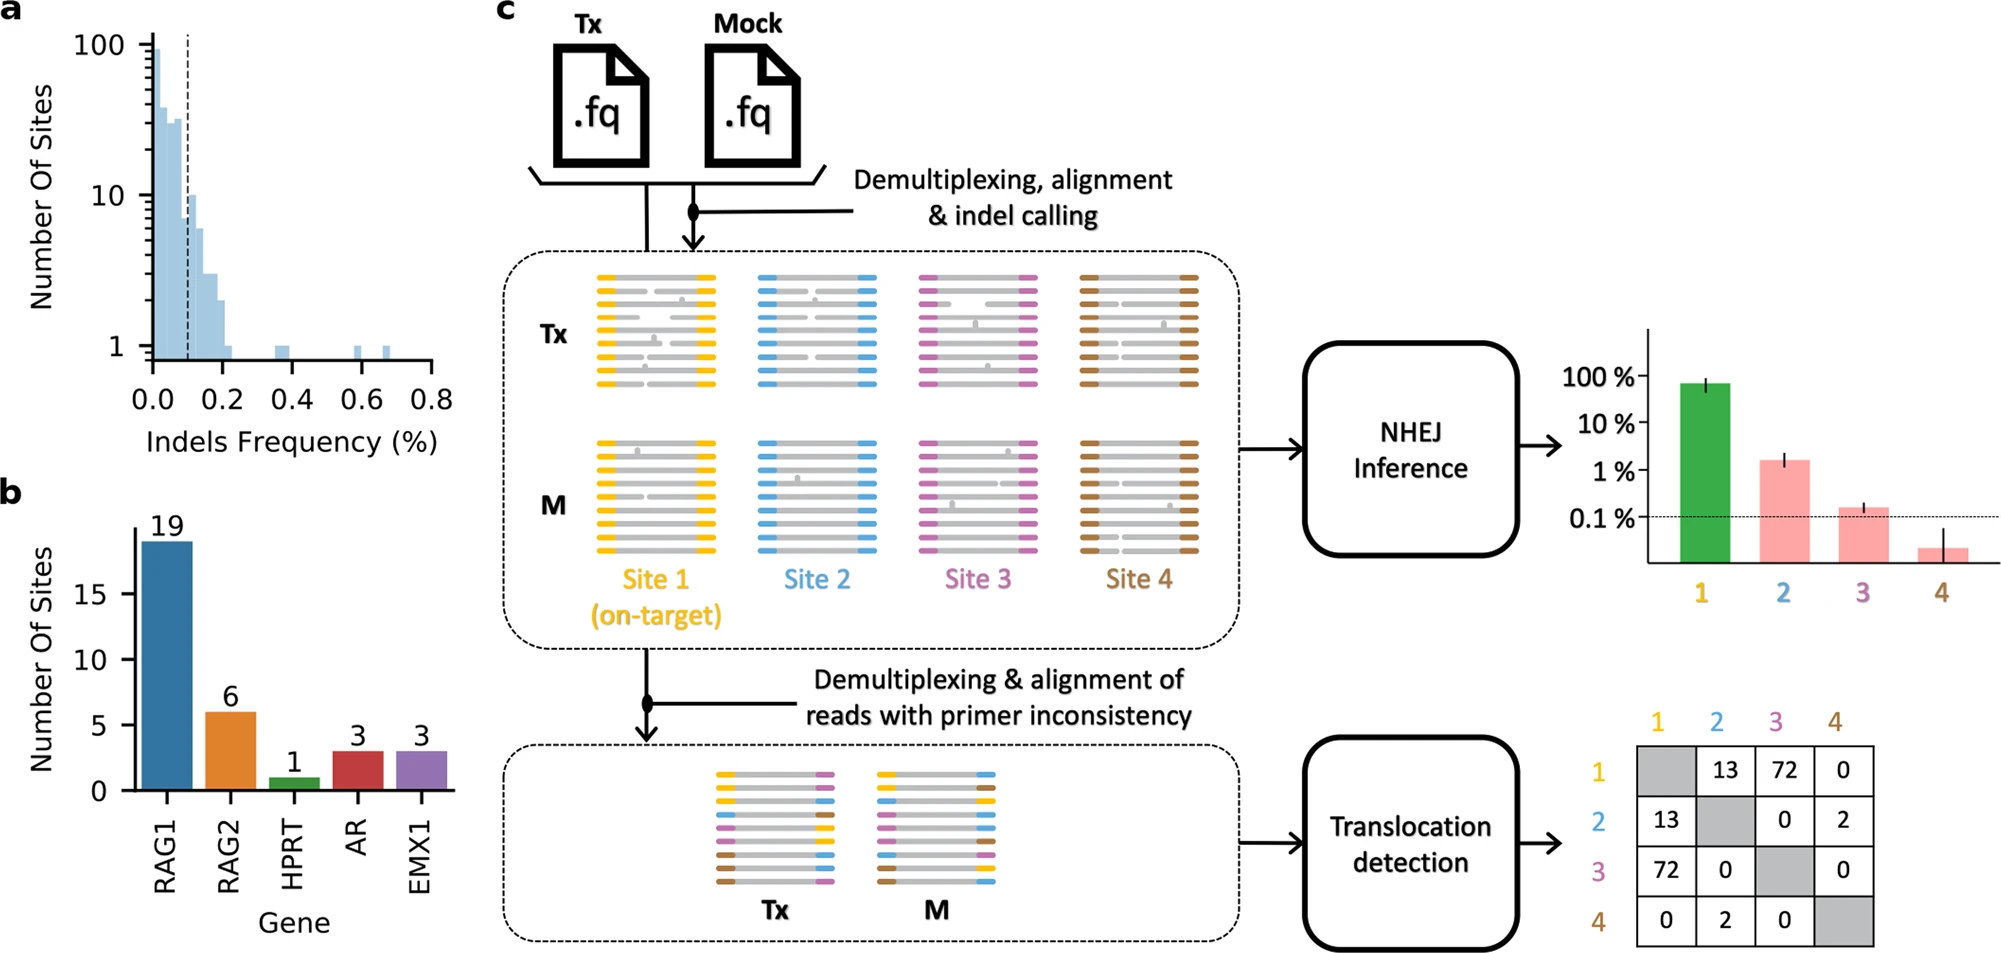 a
100
10
1
Number Of Sites
0.0 0.2 0.4 0.6 0.8
Indels Frequency (%)
b
19
6
1
3
3
15
10
5
0
Number Of Sites
RAG1
RAG2
HPRT
AR
EMX1
Gene
c
Tx
Mock
.fq
.fq
Demultiplexing, alignment
& indel calling
Tx
M
Site 1
(on-target)
Site 2
Site 3
Site 4
NHEJ
Inference
100 %
10 %
1 %
0.1 %
1 2 3 4
Demultiplexing & alignment of
reads with primer inconsistency
Tx
M
Translocation
detection
1 2 3 4
1 13 72 0
2 13 0 2
3 72 0 0
4 0 2 0